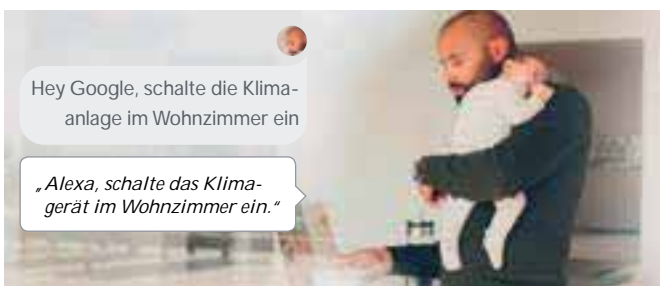 Hey Google, schalte die Klima-
anlage im Wohnzimmer ein
„Alexa, schalte das Klima-
gerät im Wohnzimmer ein.“